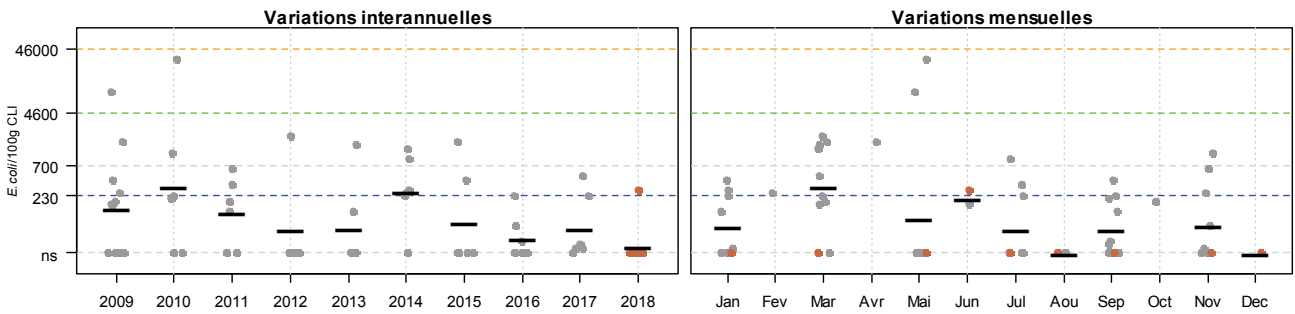 Variations interannuelles
Variations mensuelles
E.coli/100g CLI
46000
4600
700
230
ns
2009 2010 2011 2012 2013 2014 2015 2016 2017 2018
Jan Fev Mar Avr Mai Jun Jul Aou Sep Oct Nov Dec